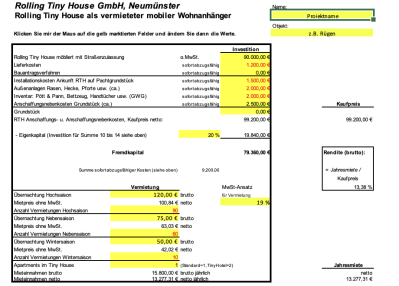 Rolling Tiny House GmbH, Neumünster
Rolling Tiny House als vermieteter mobiler Wohnanhänger
Name:
Projektname
Objekt:
Klicken Sie mir der Maus auf die gelb markierten Felder und ändern Sie dann die Werte.
z.B. Rügen
Investition
Rolling Tiny House möbliert mit Straßenzulassung o.MwSt. 90.000,00 €
Lieferkosten sofortabzugsfähig 1.200,00 €
Bauantragsverfahren sofortabzugsfähig 0,00 €
Installationskosten Ankunft RTH auf Pachtgrundstück sofortabzugsfähig 1.500,00 €
Außenanlagen Rasen, Hecke, Pforte usw. (ca.) sofortabzugsfähig 2.000,00 €
Inventar: Pött & Pann, Bettzeug, Handtücher usw. (GWG) sofortabzugsfähig 2.000,00 €
Anschaffungsnebenkosten Grundstück (ca.) sofortabzugsfähig 2.500,00 € Kaufpreis
Grundstück 0,00 €
RTH Anschaffungs- u. Anschaffungsnebenkosten, Kaufpreis netto: 99.200,00 € 99.200,00 €
- Eigenkapital (Investition für Summe 10 bis 14 siehe oben) 20 % 19.840,00 €
Fremdkapital 79.360,00 € Rendite (brutto):
Summe sofortabzugsfähiger Kosten (siehe oben) 9.200,00 = Jahresmiete /
Kaufpreis
Vermietung MwSt-Ansatz 13,38 %
Übernachtung Hochsaison 120,00 € brutto für Vermietung
Mietpreis ohne MwSt. 100,84 € netto 19 %
Anzahl Vermietungen Hochsaison 60
Übernachtung Nebensaison 75,00 € brutto
Mietpreis ohne MwSt. 63,03 € netto
Anzahl Vermietungen Nebensaison
Übernachtung Wintersaison 50,00 € brutto
Mietpreis ohne MwSt. 42,02 € netto
Anzahl Vermietungen Wintersaison 10
Apartments im Tiny House 1 (Standard=1, TinyHotel=2)
Mieteinnahmen brutto 15.800,00 € brutto jährlich Jahresmiete
Mieteinnahmen netto 13.277,31 € netto jährlich netto
13.277,31 €